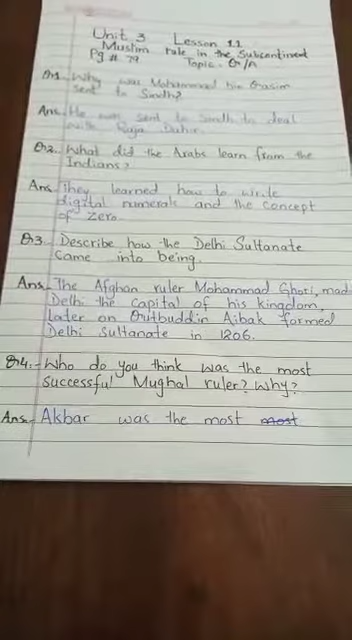 Unit 3 Lesson 1.1
Muslim rule in the Subcontinent
Pg # 79 Topic: Q/A
Q1. Why was Mohammad bin Qasim
sent to Sindh?
Ans. He was sent to Sindh to deal
with Raja Dahir.
Q2. What did the Arabs learn from the
Indians?
Ans. They learned how to write
digital numerals and the concept
of zero.
Q3. Describe how the Delhi Sultanate
came into being.
Ans. The Afghan ruler Mohammad Ghori, mad
Delhi the capital of his kingdom,
Later on Qutbuddin Aibak formed
Delhi Sultanate in 1206.
Q4. Who do you think was the most
successful Mughal ruler? Why?
Ans. Akbar was the most most